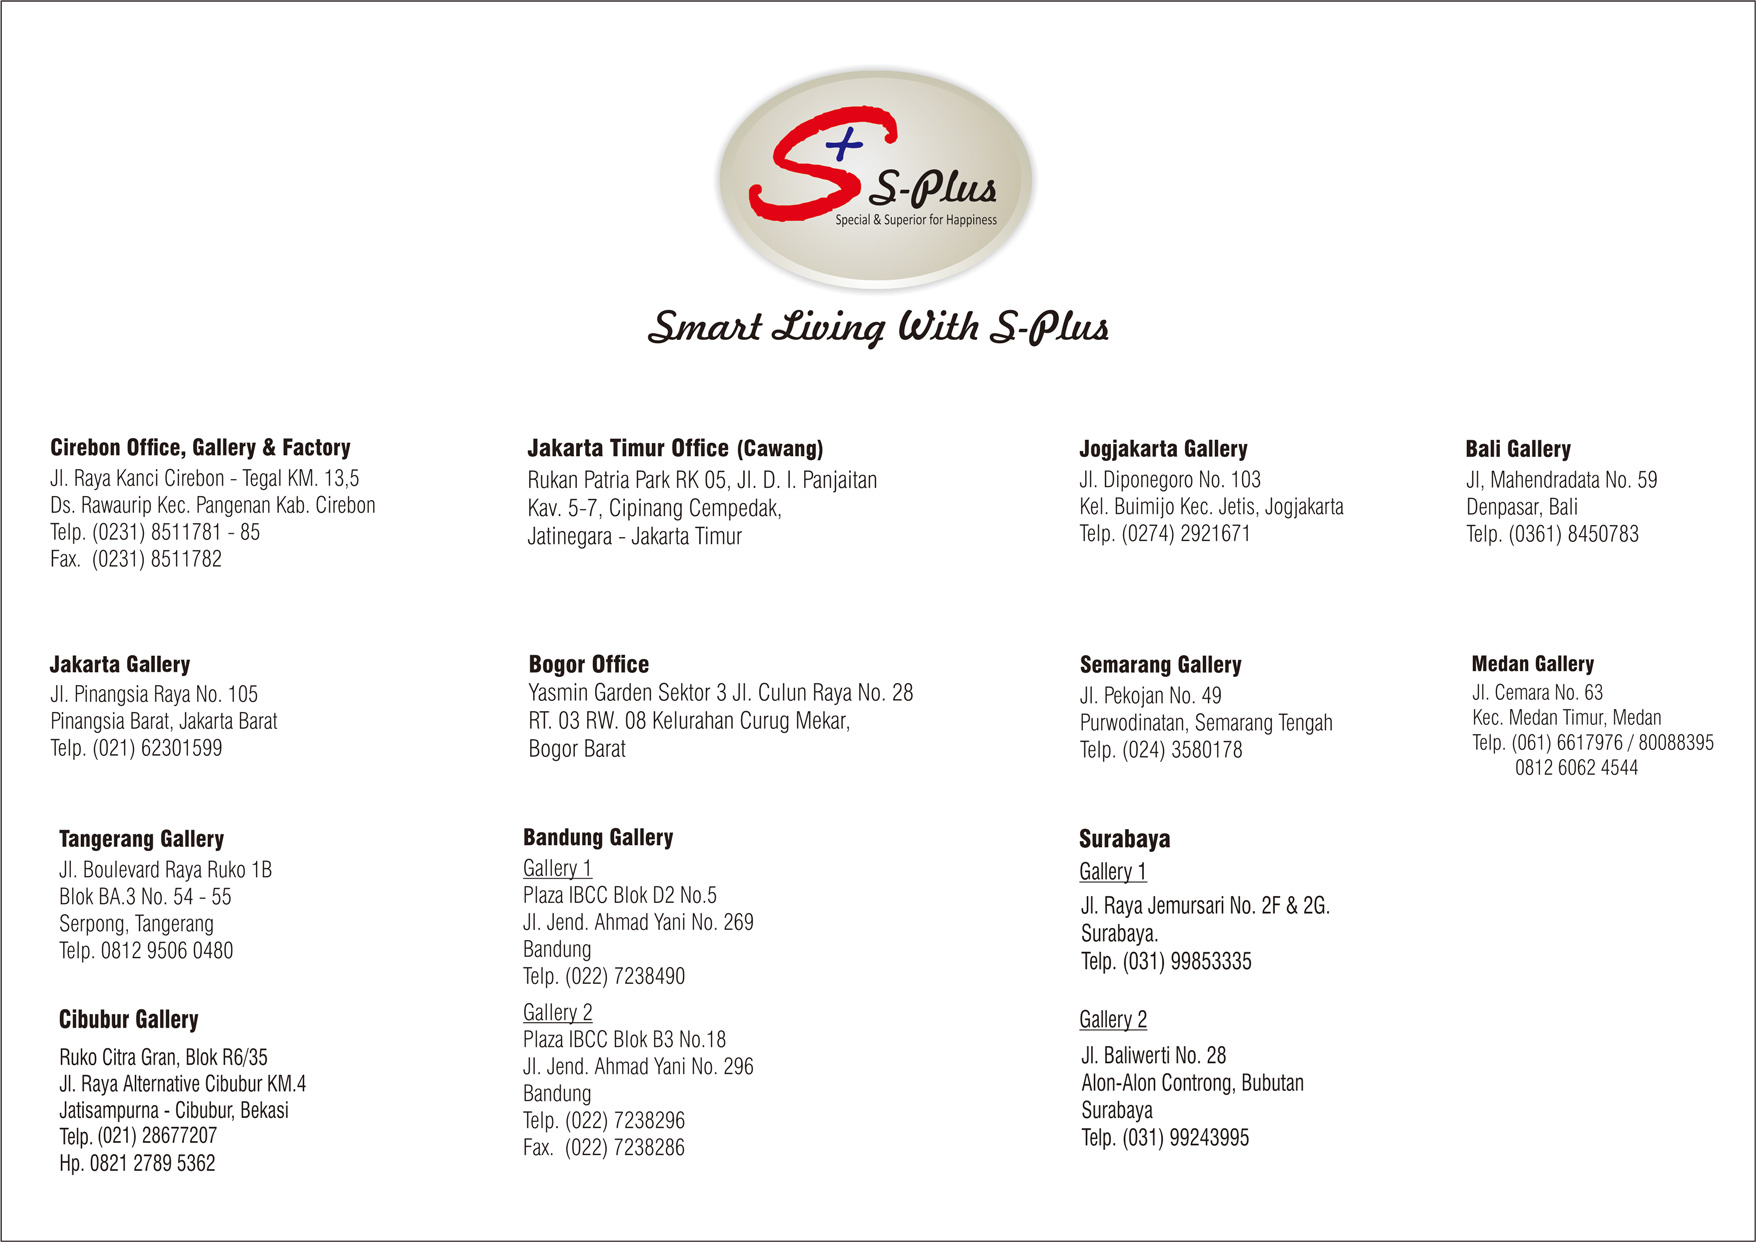 S+ S-Plus
Special & Superior for Happiness
Smart Living With S-Plus
Cirebon Office, Gallery & Factory
Jl. Raya Kanci Cirebon - Tegal KM. 13,5
Ds. Rawaurip Kec. Pangenan Kab. Cirebon
Telp. (0231) 8511781 - 85
Fax. (0231) 8511782
Jakarta Timur Office (Cawang)
Rukan Patria Park RK 05, Jl. D. I. Panjaitan
Kav. 5-7, Cipinang Cempedak,
Jatinegara - Jakarta Timur
Jogjakarta Gallery
Jl. Diponegoro No. 103
Kel. Buimijo Kec. Jetis, Jogjakarta
Telp. (0274) 2921671
Bali Gallery
Jl, Mahendradata No. 59
Denpasar, Bali
Telp. (0361) 8450783
Jakarta Gallery
Jl. Pinangsia Raya No. 105
Pinangsia Barat, Jakarta Barat
Telp. (021) 62301599
Bogor Office
Yasmin Garden Sektor 3 Jl. Culun Raya No. 28
RT. 03 RW. 08 Kelurahan Curug Mekar,
Bogor Barat
Semarang Gallery
Jl. Pekojan No. 49
Purwodinatan, Semarang Tengah
Telp. (024) 3580178
Medan Gallery
Jl. Cemara No. 63
Kec. Medan Timur, Medan
Telp. (061) 6617976 / 80088395
0812 6062 4544
Tangerang Gallery
Jl. Boulevard Raya Ruko 1B
Blok BA.3 No. 54 - 55
Serpong, Tangerang
Telp. 0812 9506 0480
Cibubur Gallery
Ruko Citra Gran, Blok R6/35
Jl. Raya Alternative Cibubur KM.4
Jatisampurna - Cibubur, Bekasi
Telp. (021) 28677207
Hp. 0821 2789 5362
Bandung Gallery
Gallery 1
Plaza IBCC Blok D2 No.5
Jl. Jend. Ahmad Yani No. 269
Bandung
Telp. (022) 7238490
Gallery 2
Plaza IBCC Blok B3 No.18
Jl. Jend. Ahmad Yani No. 296
Bandung
Telp. (022) 7238296
Fax. (022) 7238286
Surabaya
Gallery 1
Jl. Raya Jemursari No. 2F & 2G.
Surabaya.
Telp. (031) 99853335
Gallery 2
Jl. Baliwerti No. 28
Alon-Alon Controng, Bubutan
Surabaya
Telp. (031) 99243995